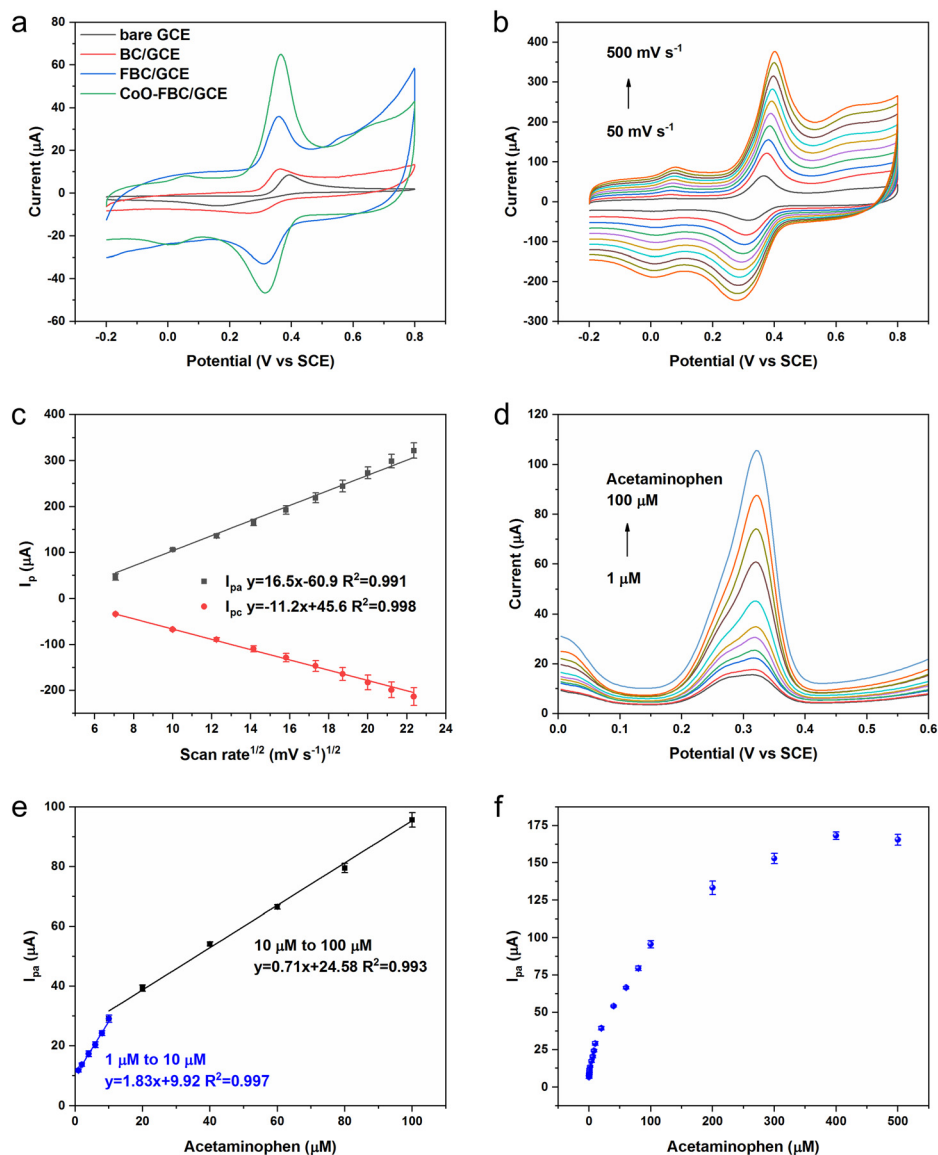 a
60
80
40
20
0
-20
-40
-60
Current (μA)
bare GCE
BC/GCE
FBC/GCE
CoO-FBC/GCE
-0.2 0.0 0.2 0.4 0.6 0.8
Potential (V vs SCE)
b
400
300
200
100
0
-100
-200
-300
Current (μA)
500 mV s⁻¹
50 mV s⁻¹
-0.2 0.0 0.2 0.4 0.6 0.8
Potential (V vs SCE)
c
400
300
200
100
0
-100
-200
Iₚ (μA)
Iₚₐ y=16.5x-60.9 R²=0.991
Ipc y=-11.2x+45.6 R²=0.998
6 8 10 12 14 16 18 20 22 24
Scan rate¹ᐟ² (mV s⁻¹)¹ᐟ²
d
120
100
80
60
40
20
0
Current (μA)
Acetaminophen
100 μM
1 μM
0.0 0.1 0.2 0.3 0.4 0.5 0.6
Potential (V vs SCE)
e
100
80
60
40
20
0
Iₚₐ (μA)
10 μM to 100 μM
y=0.71x+24.58 R²=0.993
1 μM to 10 μM
y=1.83x+9.92 R²=0.997
0 20 40 60 80 100
Acetaminophen (μM)
f
175
150
125
100
75
50
25
0
Iₚₐ (μA)
0 100 200 300 400 500
Acetaminophen (μM)